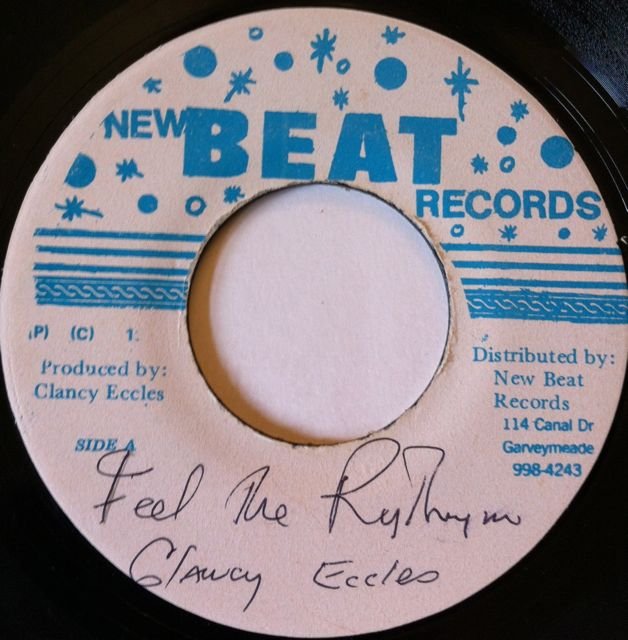 NEW BEAT
RECORDS
(P) (C) 1.
Produced by:
Clancy Eccles
Distributed by:
New Beat
Records
114 Canal Dr
Garveymeade
998-4243
SIDE A
Feel The RyThym
Clancy Eccles